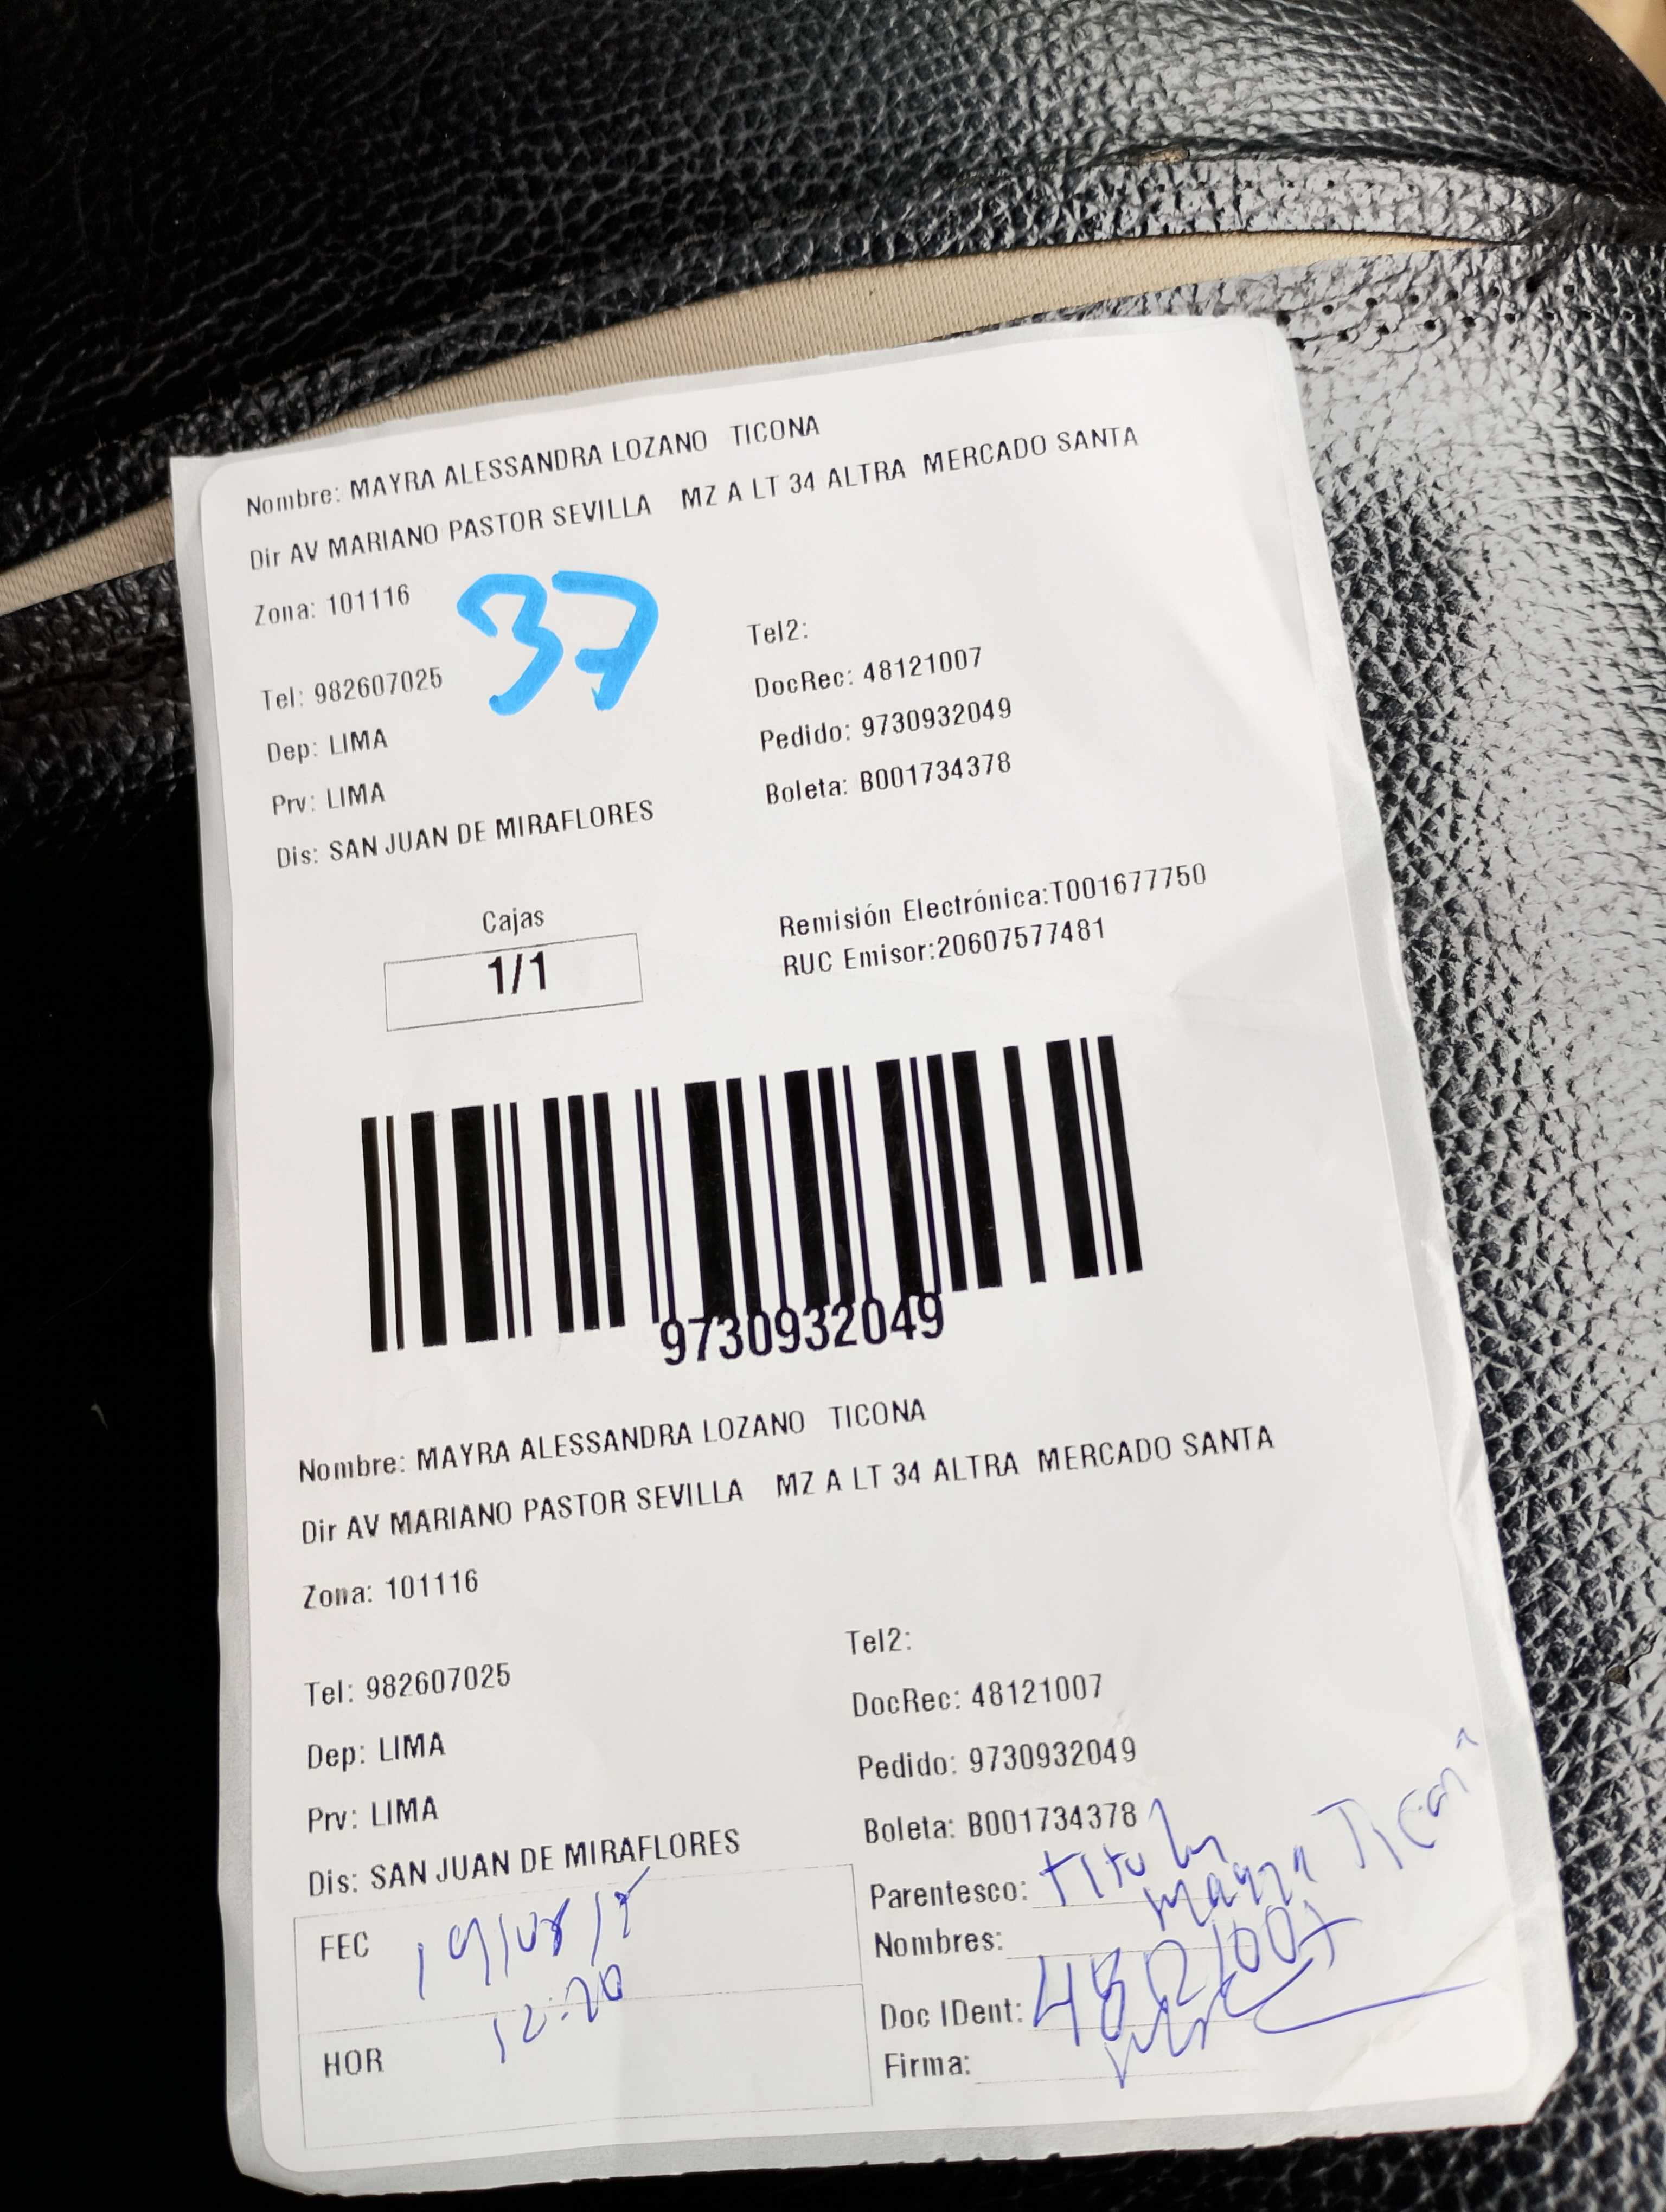 Nombre: MAYRA ALESSANDRA LOZANO TICONA
Dir AV MARIANO PASTOR SEVILLA MZ A LT 34 ALTRA MERCADO SANTA
Zona: 101116
37
Tel: 982607025
Tel2:
Dep: LIMA
DocRec: 48121007
Prv: LIMA
Pedido: 9730932049
Dis: SAN JUAN DE MIRAFLORES
Boleta: B001734378
Cajas
1/1
Remisión Electrónica:T001677750
RUC Emisor:20607577481
9730932049
Nombre: MAYRA ALESSANDRA LOZANO TICONA
Dir AV MARIANO PASTOR SEVILLA MZ A LT 34 ALTRA MERCADO SANTA
Zona: 101116
Tel: 982607025
Tel2:
Dep: LIMA
DocRec: 48121007
Prv: LIMA
Pedido: 9730932049
Dis: SAN JUAN DE MIRAFLORES
Boleta: B001734378
FEC
HOR 12:20
Parentesco:
Nombres: Mayra Ticona
Doc IDent: 48121007
Firma: